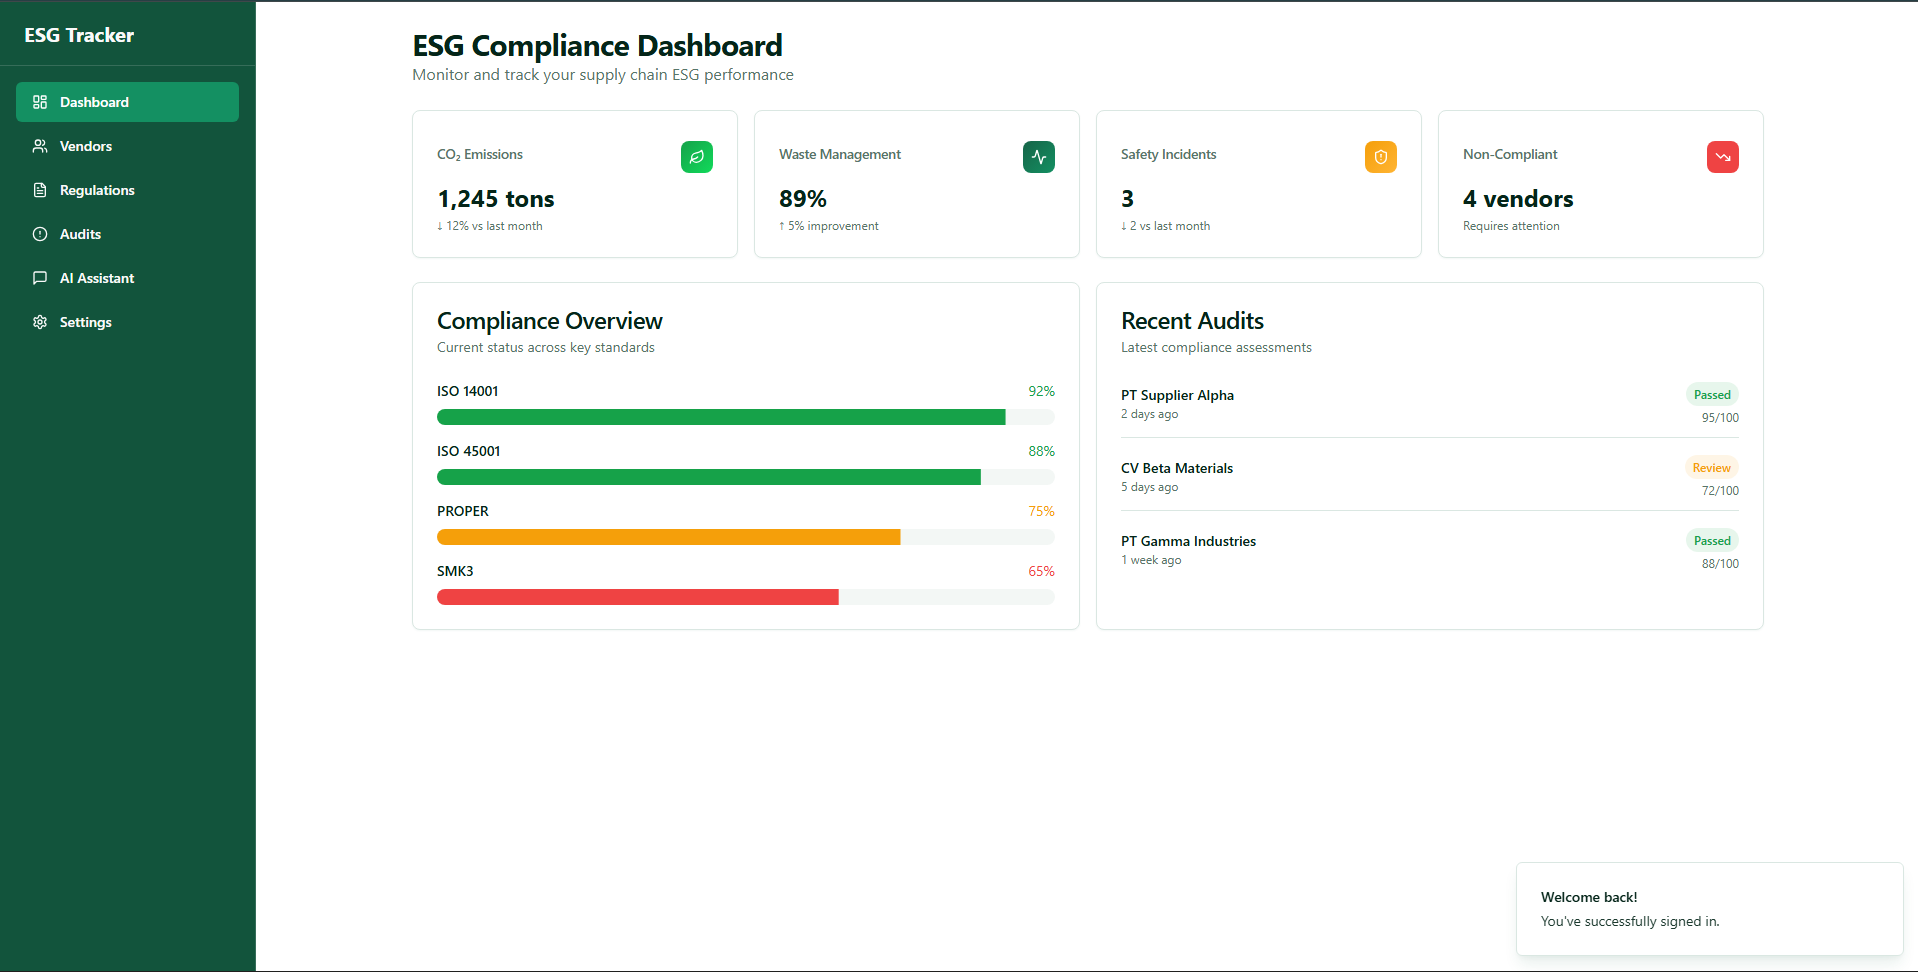 ESG Tracker
Dashboard
Vendors
Regulations
Audits
AI Assistant
Settings
ESG Compliance Dashboard
Monitor and track your supply chain ESG performance
CO₂ Emissions
1,245 tons
↓ 12% vs last month
Waste Management
89%
↑ 5% improvement
Safety Incidents
3
↓ 2 vs last month
Non-Compliant
4 vendors
Requires attention
Compliance Overview
Current status across key standards
ISO 14001 92%
ISO 45001 88%
PROPER 75%
SMK3 65%
Recent Audits
Latest compliance assessments
PT Supplier Alpha Passed
2 days ago 95/100
CV Beta Materials Review
5 days ago 72/100
PT Gamma Industries Passed
1 week ago 88/100
Welcome back!
You've successfully signed in.